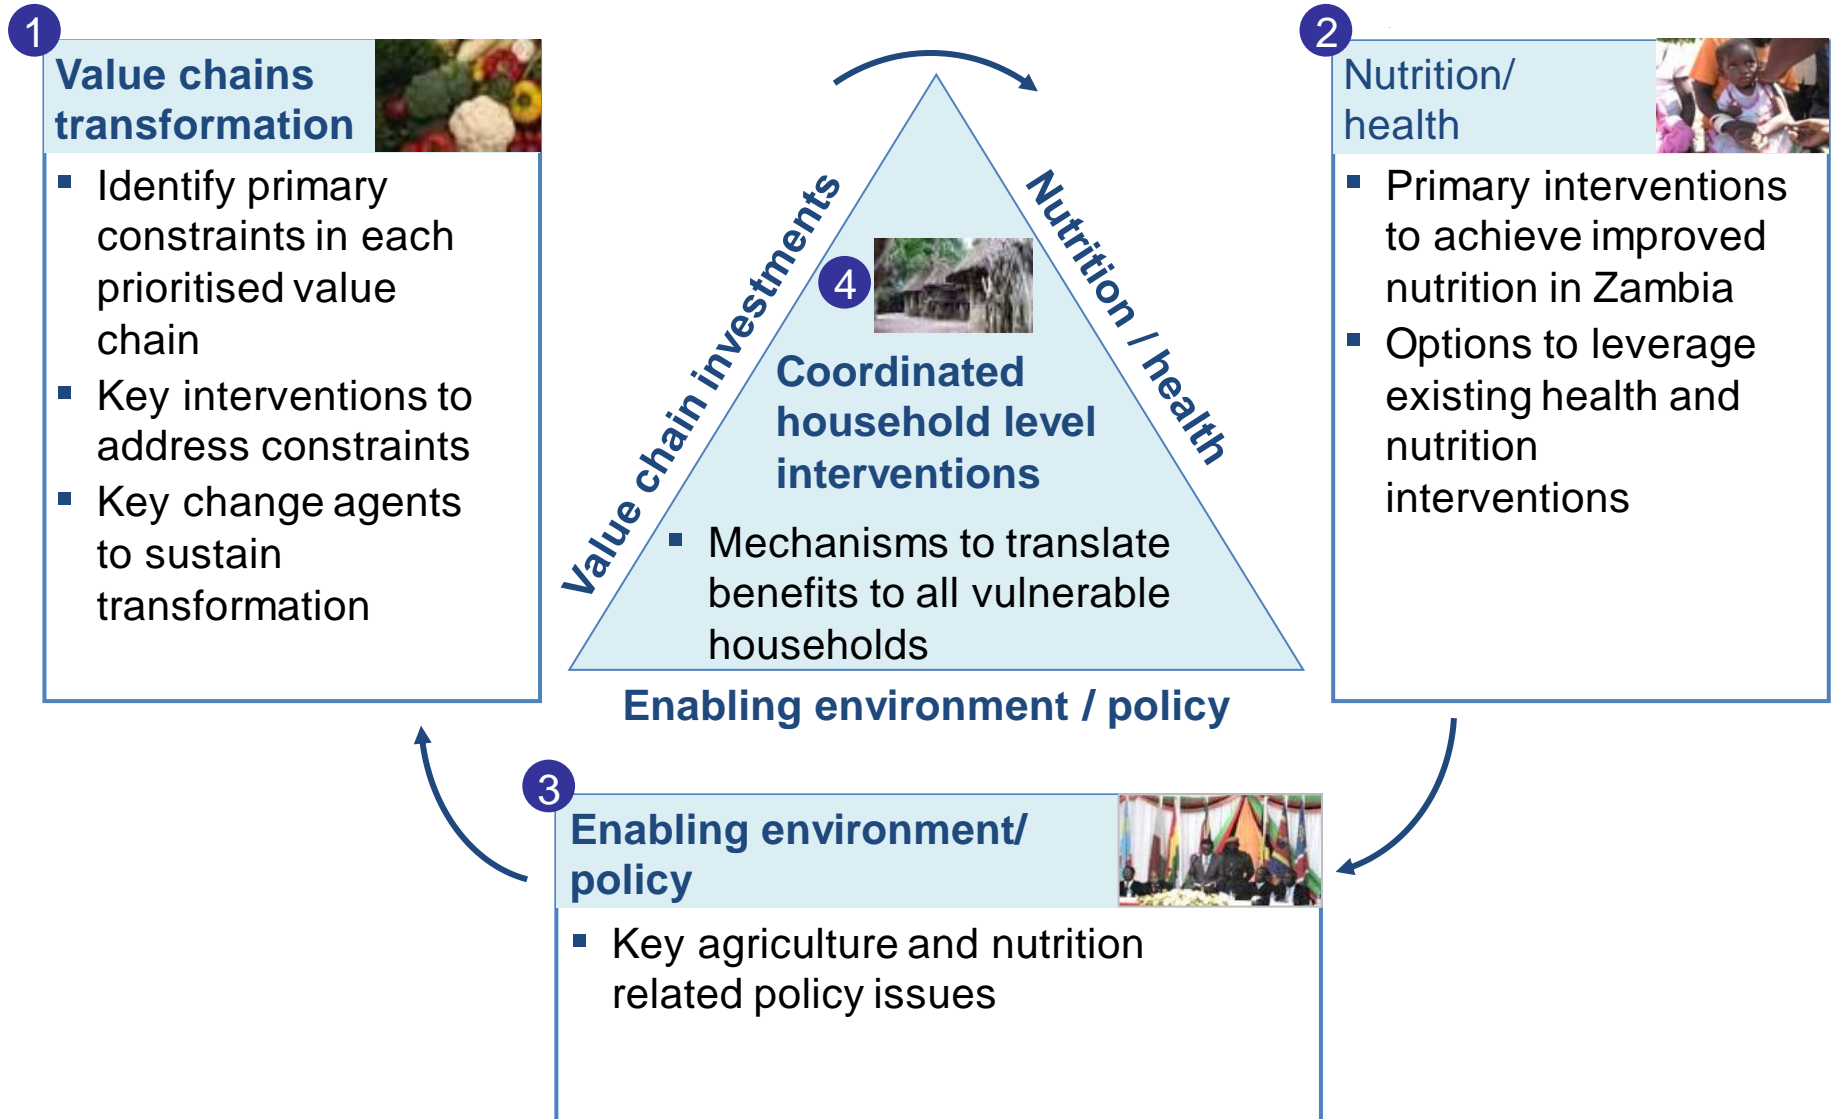 1
Value chains
transformation
▪ Identify primary
constraints in each
prioritised value
chain
▪ Key interventions to
address constraints
▪ Key change agents
to sustain
transformation
Value chain investments
Nutrition / health
4
Coordinated
household level
interventions
▪ Mechanisms to translate
benefits to all vulnerable
households
Enabling environment / policy
2
Nutrition/
health
▪ Primary interventions
to achieve improved
nutrition in Zambia
▪ Options to leverage
existing health and
nutrition
interventions
3
Enabling environment/
policy
▪ Key agriculture and nutrition
related policy issues